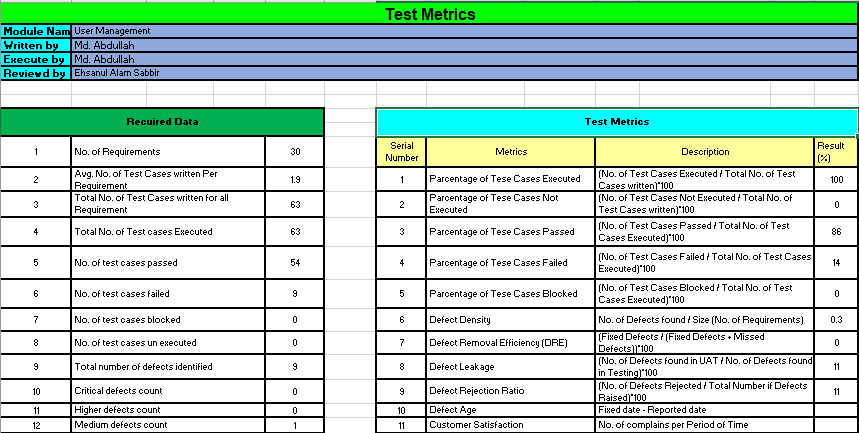 Test Metrics
Module Nam User Management
Written by Md. Abdullah
Execute by Md. Abdullah
Reviewd by Ehsanul Alam Sabbir
Recuired Data
1 No. of Requirements 30
2 Avg. No. of Test Cases written Per
Requirement 1.9
3 Total No. of Test Cases written for all
Requirement 63
4 Total No. of Test cases Executed 63
5 No. of test cases passed 54
6 No. of test cases failed 9
7 No. of test cases blocked 0
8 No. of test cases un executed 0
9 Total number of defects identified 9
10 Critical defects count 0
11 Higher defects count 0
12 Medium defects count 1
Test Metrics
Serial
Number Metrics Description Result
(%)
1 Parcentage of Tese Cases Executed (No. of Test Cases Executed / Total No. of Test
Cases written)*100 100
2 Parcentage of Tese Cases Not
Executed (No. of Test Cases Not Executed / Total No. of
Test Cases written)*100 0
3 Parcentage of Tese Cases Passed (No. of Test Cases Passed / Total No. of Test
Cases Executed)*100 86
4 Parcentage of Tese Cases Failed (No. of Test Cases Failed / Total No. of Test Cases
Executed)*100 14
5 Parcentage of Tese Cases Blocked (No. of Test Cases Blocked / Total No. of Test
Cases Executed)*100 0
6 Defect Density No. of Defects found / Size (No. of Requirements) 0.3
7 Defect Removal Efficiency (DRE) (Fixed Defects / (Fixed Defects + Missed
Defects))*100 0
8 Defect Leakage (No. of Defects found in UAT / No. of Defects found
in Testing)*100 11
9 Defect Rejection Ratio (No. of Defects Rejected / Total Number if Defects
Raised)*100 11
10 Defect Age Fixed date - Reported date
11 Customer Satisfaction No. of complains per Period of Time